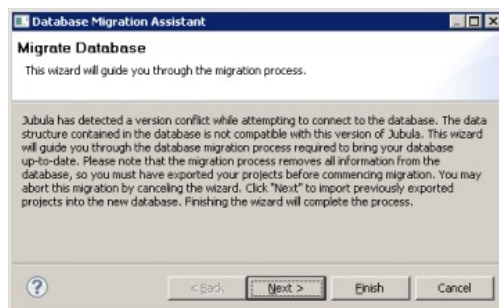 Database Migration Assistant
Migrate Database
This wizard will guide you through the migration process.
Jubula has detected a version conflict while attempting to connect to the database. The data
structure contained in the database is not compatible with this version of Jubula. This wizard
will guide you through the database migration process required to bring your database
up-to-date. Please note that the migration process removes all information from the
database, so you must have exported your projects before commencing migration. You may
abort this migration by canceling the wizard. Click "Next" to import previously exported
projects into the new database. Finishing the wizard will complete the process.
? < Back Next > Finish Cancel